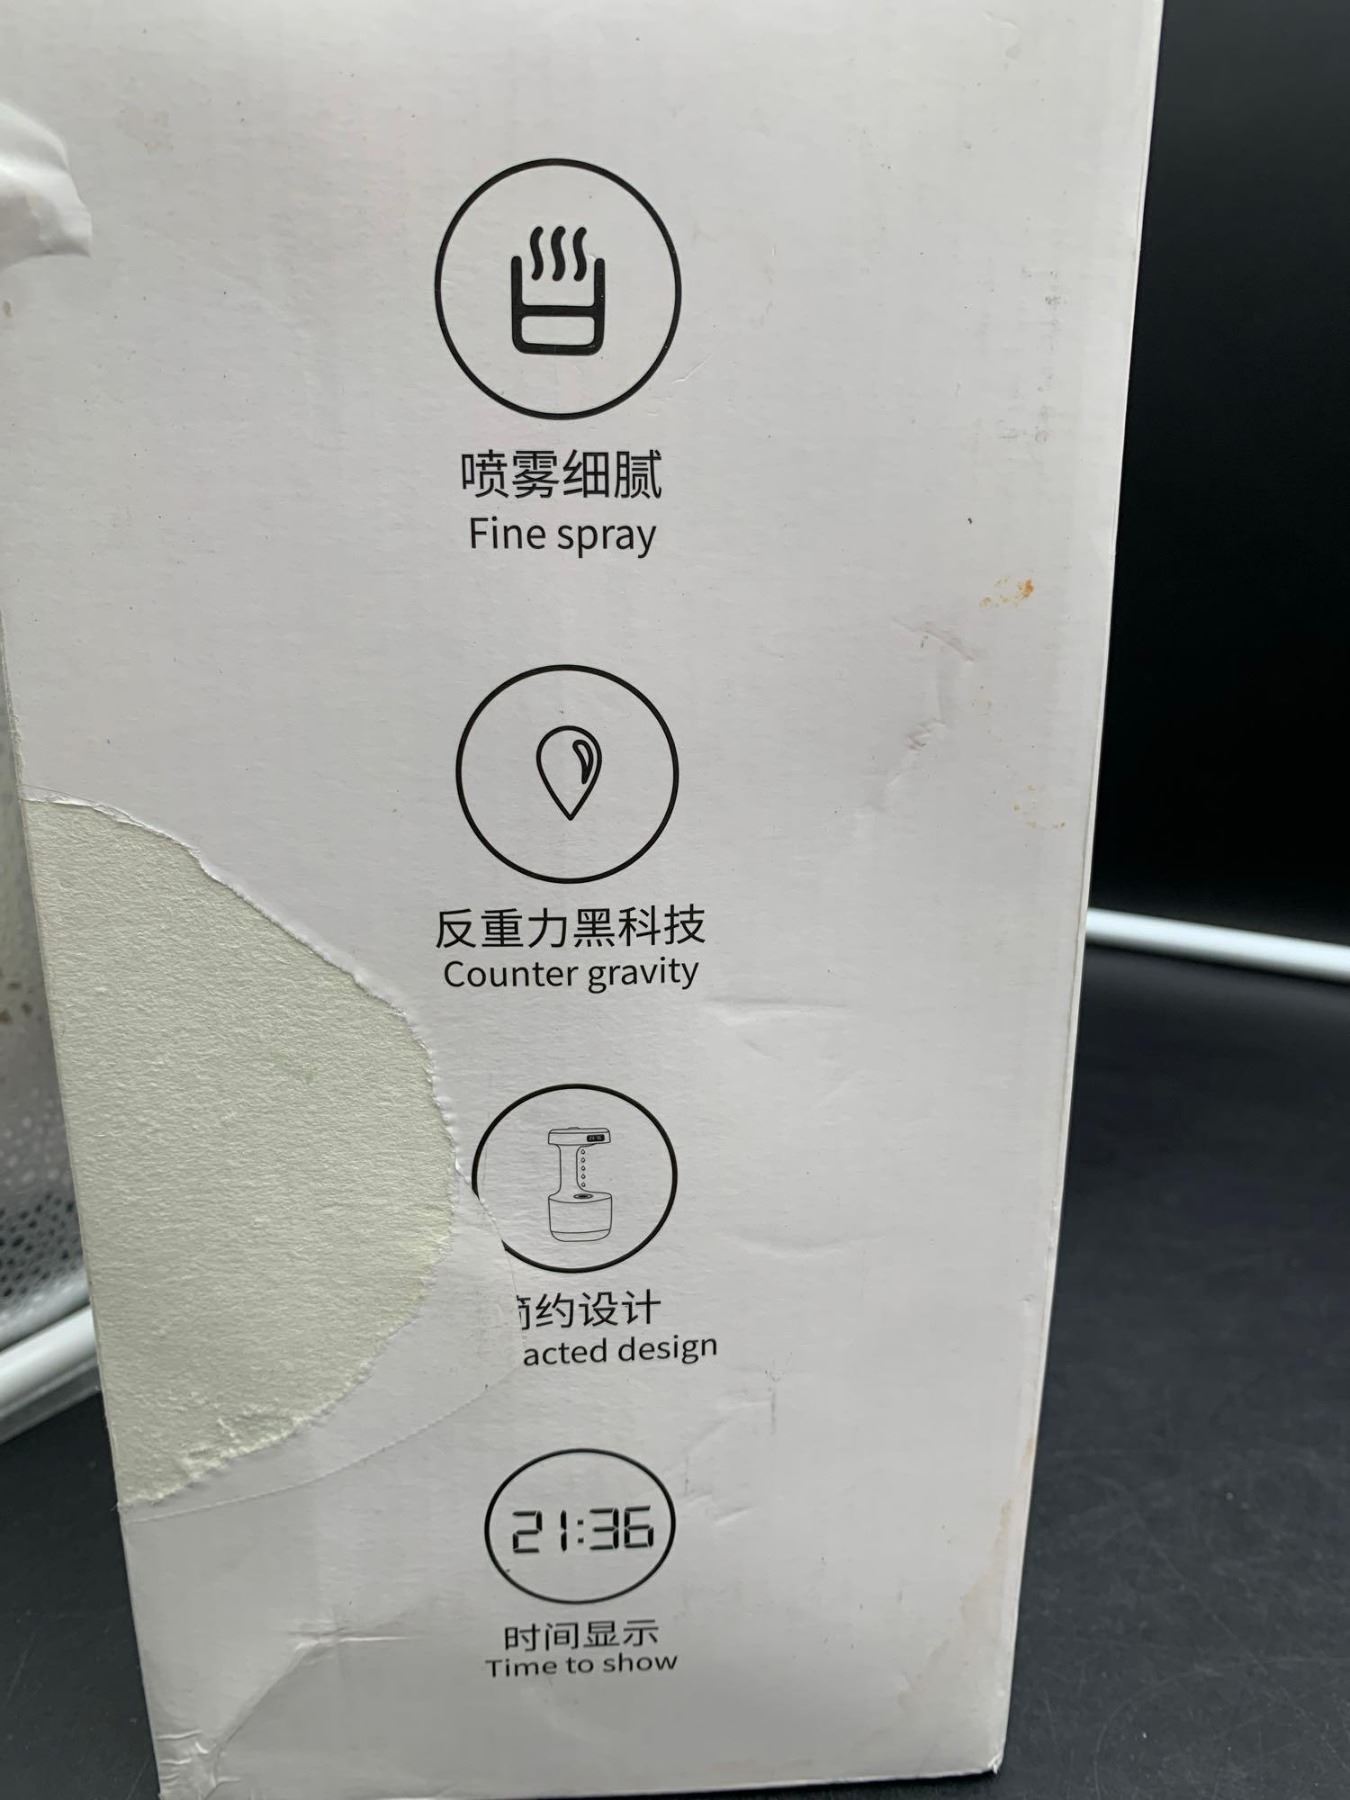 喷雾细腻
Fine spray
反重力黑科技
Counter gravity
约设计
acted design
21:36
时间显示
Time to show